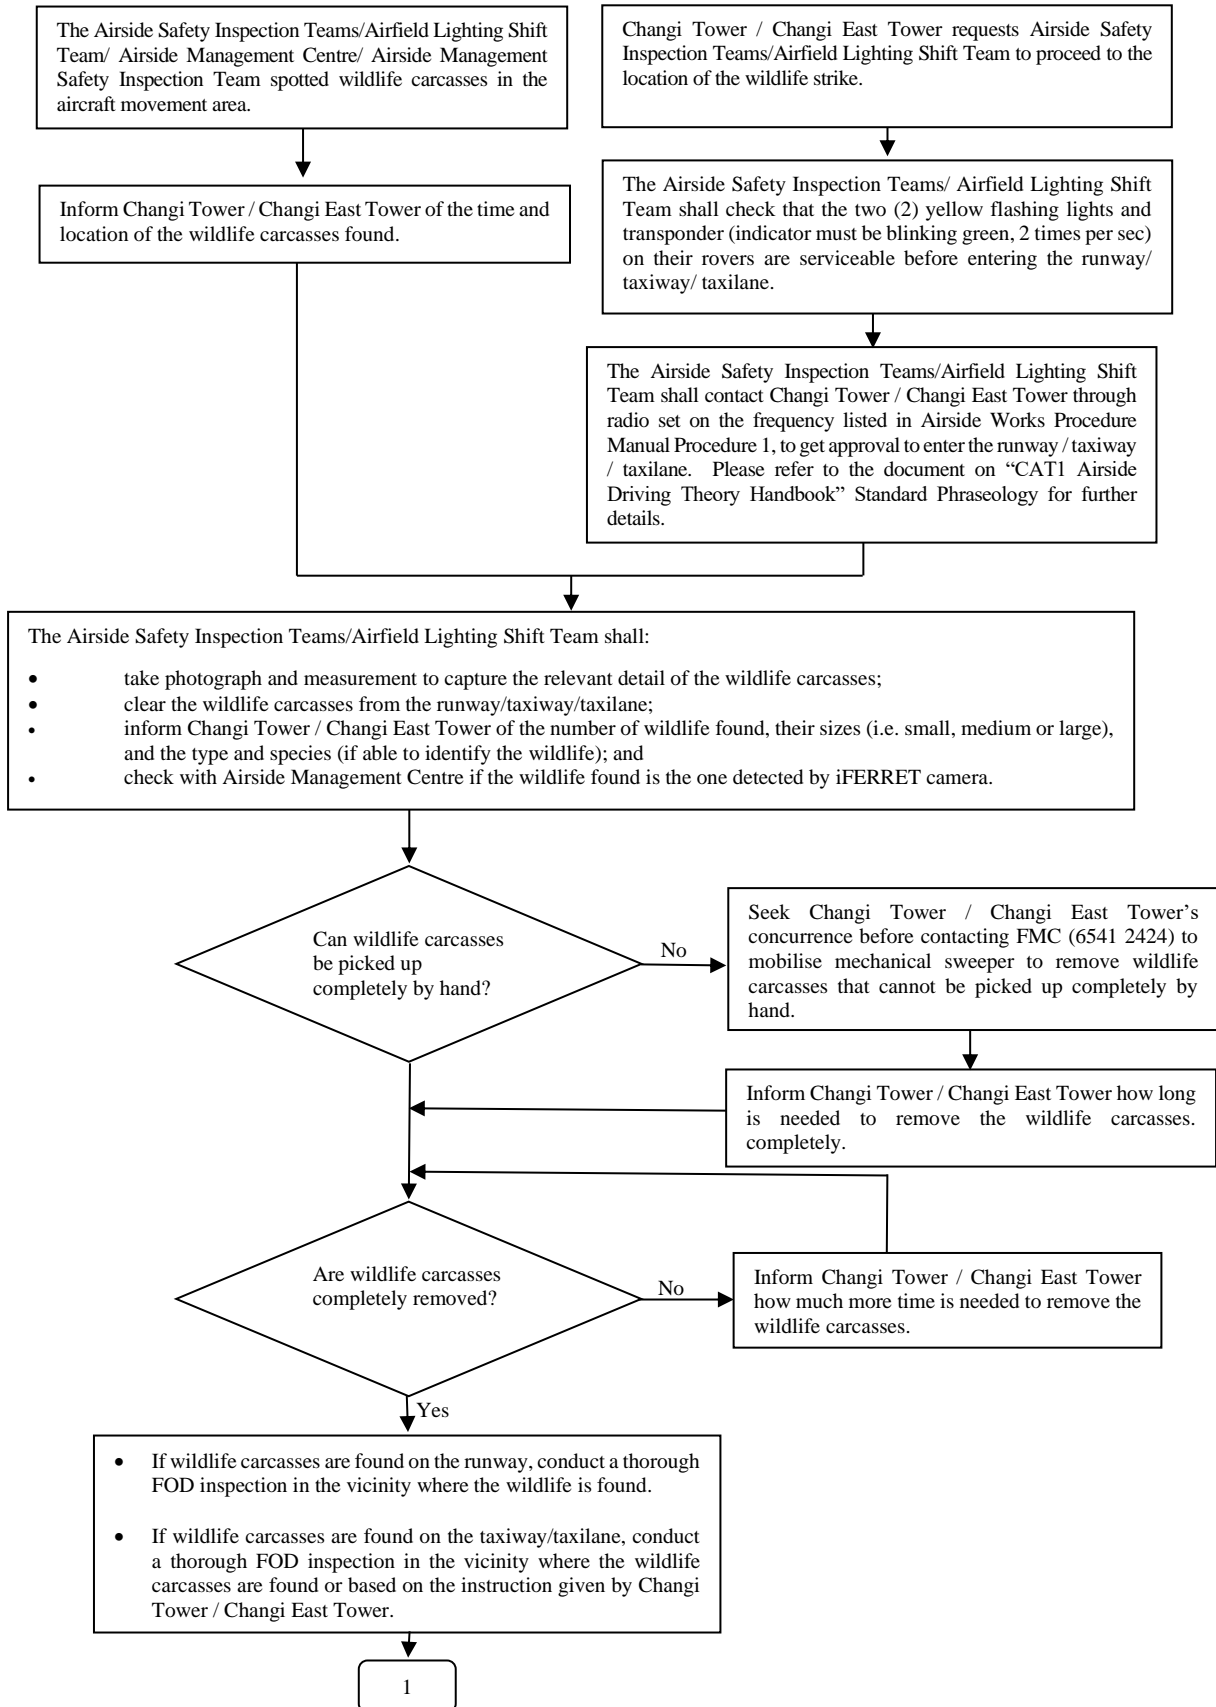 The Airside Safety Inspection Teams/Airfield Lighting Shift
Team/ Airside Management Centre/ Airside Management
Safety Inspection Team spotted wildlife carcasses in the
aircraft movement area.
Changi Tower / Changi East Tower requests Airside Safety
Inspection Teams/Airfield Lighting Shift Team to proceed to the
location of the wildlife strike.
Inform Changi Tower / Changi East Tower of the time and
location of the wildlife carcasses found.
The Airside Safety Inspection Teams/ Airfield Lighting Shift
Team shall check that the two (2) yellow flashing lights and
transponder (indicator must be blinking green, 2 times per sec)
on their rovers are serviceable before entering the runway/
taxiway/ taxilane.
The Airside Safety Inspection Teams/Airfield Lighting Shift
Team shall contact Changi Tower / Changi East Tower through
radio set on the frequency listed in Airside Works Procedure
Manual Procedure 1, to get approval to enter the runway / taxiway
/ taxilane. Please refer to the document on “CAT1 Airside
Driving Theory Handbook” Standard Phraseology for further
details.
The Airside Safety Inspection Teams/Airfield Lighting Shift Team shall:
• take photograph and measurement to capture the relevant detail of the wildlife carcasses;
• clear the wildlife carcasses from the runway/taxiway/taxilane;
• inform Changi Tower / Changi East Tower of the number of wildlife found, their sizes (i.e. small, medium or large),
and the type and species (if able to identify the wildlife); and
• check with Airside Management Centre if the wildlife found is the one detected by iFERRET camera.
Can wildlife carcasses
be picked up
completely by hand?
No
Seek Changi Tower / Changi East Tower’s
concurrence before contacting FMC (6541 2424) to
mobilise mechanical sweeper to remove wildlife
carcasses that cannot be picked up completely by
hand.
Inform Changi Tower / Changi East Tower how long
is needed to remove the wildlife carcasses.
completely.
Are wildlife carcasses
completely removed?
No
Inform Changi Tower / Changi East Tower
how much more time is needed to remove the
wildlife carcasses.
Yes
• If wildlife carcasses are found on the runway, conduct a thorough
FOD inspection in the vicinity where the wildlife is found.
• If wildlife carcasses are found on the taxiway/taxilane, conduct
a thorough FOD inspection in the vicinity where the wildlife
carcasses are found or based on the instruction given by Changi
Tower / Changi East Tower.
1